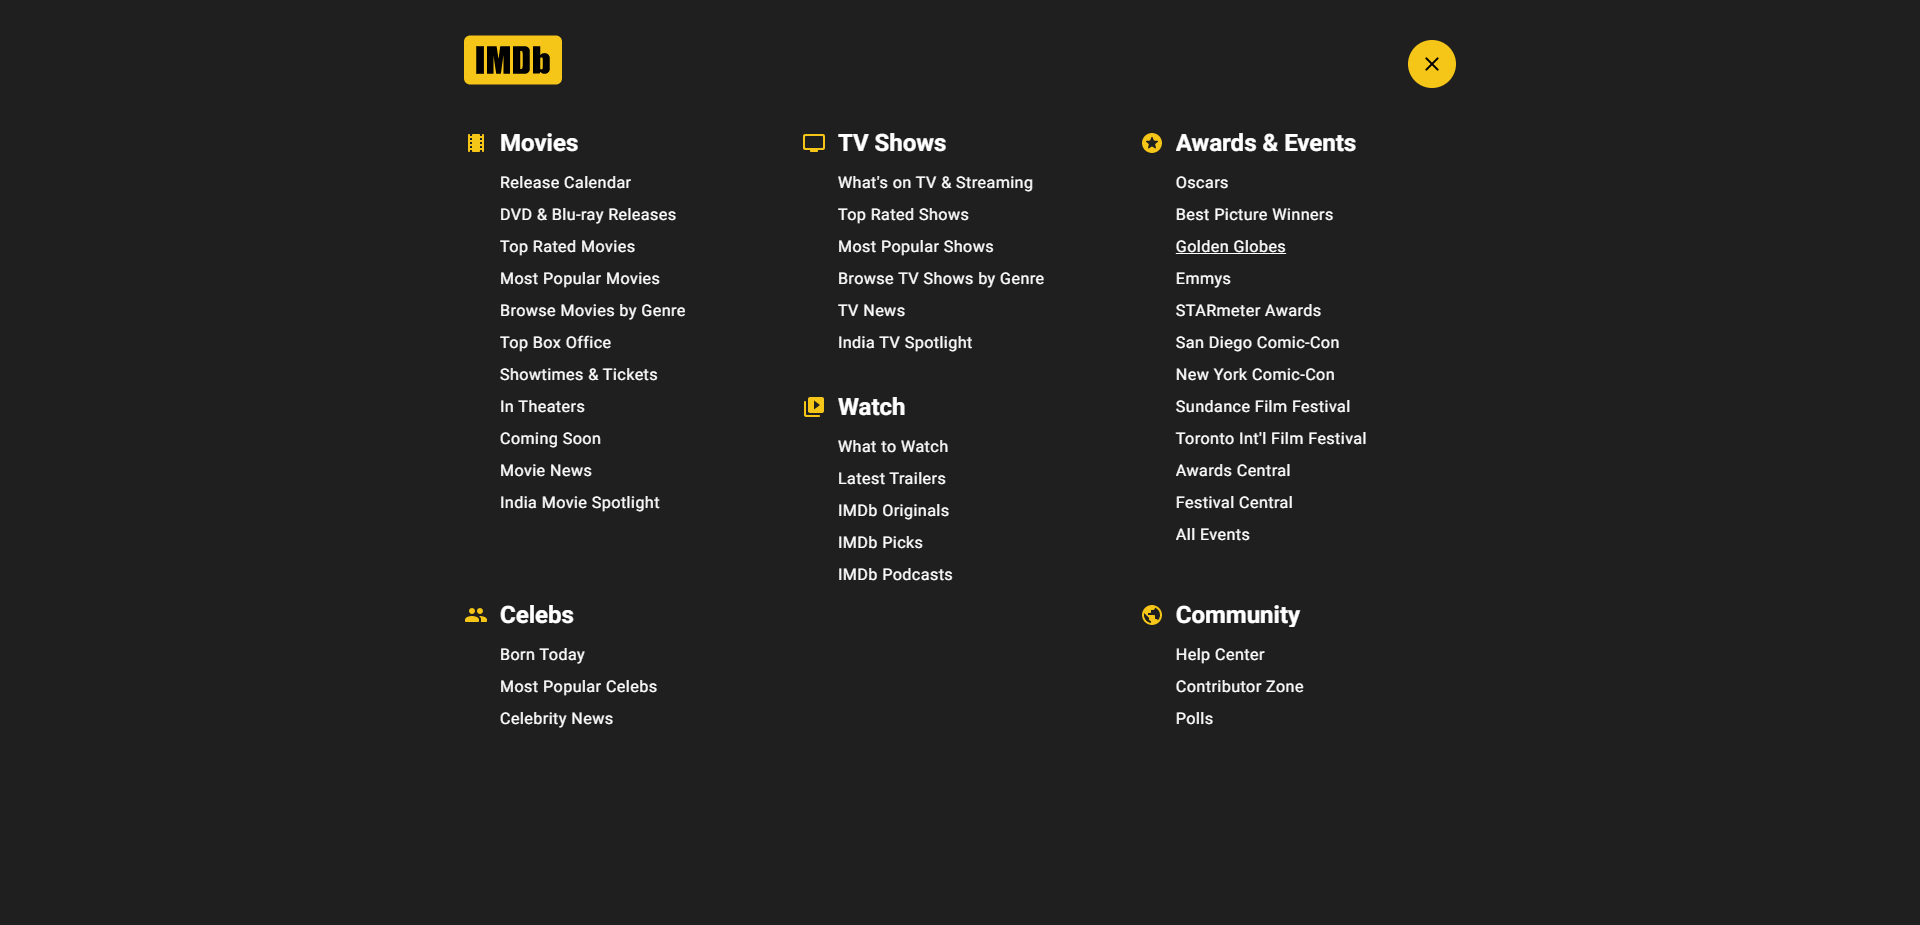 IMDb
Movies
Release Calendar
DVD & Blu-ray Releases
Top Rated Movies
Most Popular Movies
Browse Movies by Genre
Top Box Office
Showtimes & Tickets
In Theaters
Coming Soon
Movie News
India Movie Spotlight
TV Shows
What's on TV & Streaming
Top Rated Shows
Most Popular Shows
Browse TV Shows by Genre
TV News
India TV Spotlight
Watch
What to Watch
Latest Trailers
IMDb Originals
IMDb Picks
IMDb Podcasts
Awards & Events
Oscars
Best Picture Winners
Golden Globes
Emmys
STARmeter Awards
San Diego Comic-Con
New York Comic-Con
Sundance Film Festival
Toronto Int'l Film Festival
Awards Central
Festival Central
All Events
Celebs
Born Today
Most Popular Celebs
Celebrity News
Community
Help Center
Contributor Zone
Polls